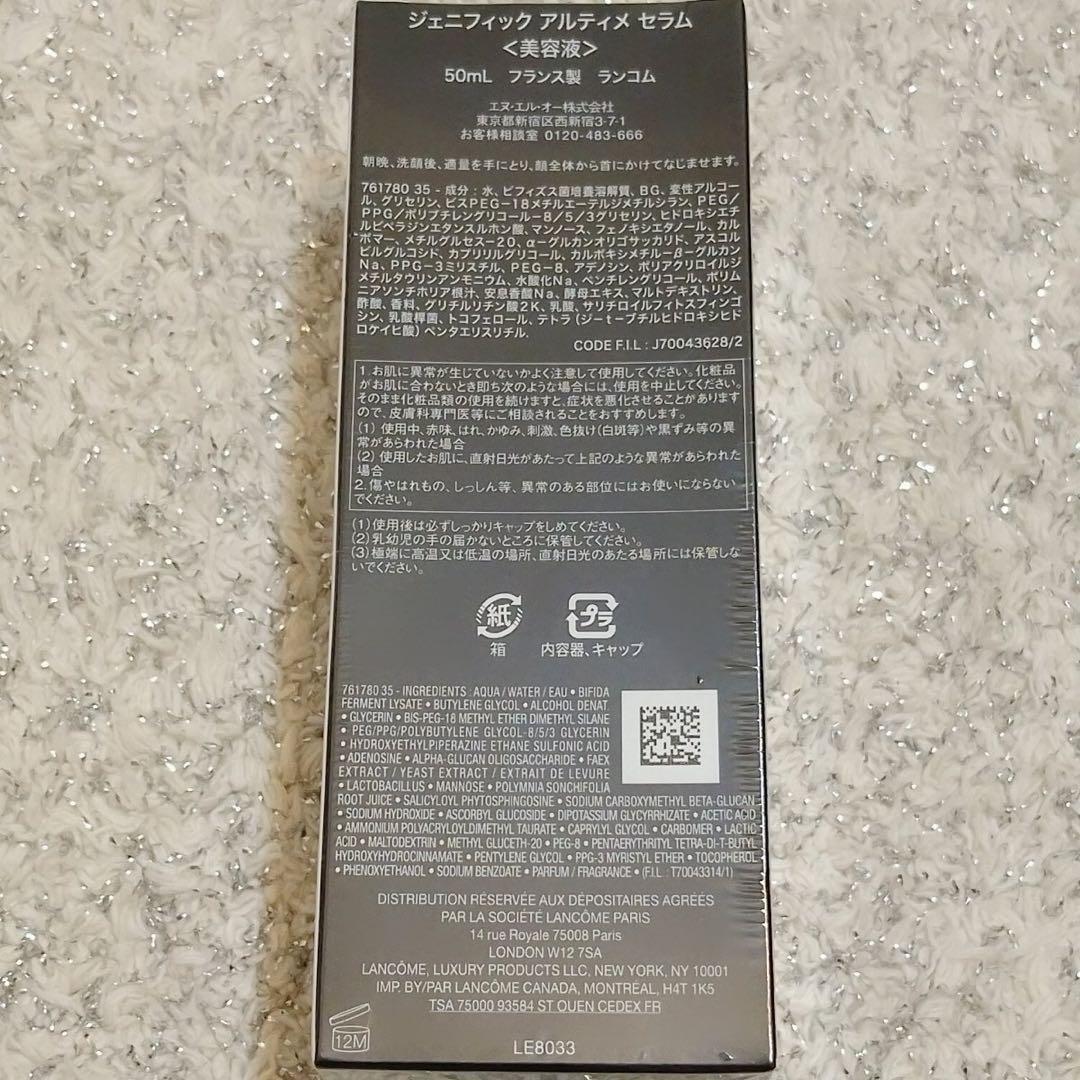 ジェニフィック アルティメ セラム
<美容液>
50mL フランス製 ランコム
エヌ・エル・オー株式会社
東京都新宿区西新宿3-7-1
お客様相談室 0120-483-666
朝晩、洗顔後、適量を手にとり、顔全体から首にかけてなじませます。
761780 35 - 成分 : 水、ビフィズス菌培養溶解質、BG、変性アルコー
ル、グリセリン、ビスPEG-18メチルエーテルジメチルシラン、PEG/
PPG/ポリブチレングリコール-8/5/3グリセリン、ヒドロキシエチ
ルピペラジンエタンスルホン酸、マンノース、フェノキシエタノール、カル
ボマー、メチルグルセス-20、α-グルカンオリゴサッカリド、アスコル
ビルグルコシド、カプリリルグリコール、カルボキシメチル-β-グルカン
Na、PPG-3ミリスチル、PEG-8、アデノシン、ポリアクリロイルジ
メチルタウリンアンモニウム、水酸化Na、ペンチレングリコール、ポリム
ニアソンチホリア根汁、安息香酸Na、酵母エキス、マルトデキストリン、
酢酸、香料、グリチルリチン酸2K、乳酸、サリチロイルフィトスフィンゴ
シン、乳酸桿菌、トコフェロール、テトラ(ジ-t-ブチルヒドロキシヒド
ロケイヒ酸)ペンタエリスリチル.
CODE F.I.L : J70043628/2
1. お肌に異常が生じていないかよく注意して使用してください。化粧品
がお肌に合わないとき即ち次のような場合には、使用を中止してください。
そのまま化粧品類の使用を続けますと、症状を悪化させることがあります
ので、皮膚科専門医等にご相談されることをおすすめします。
(1) 使用中、赤味、はれ、かゆみ、刺激、色抜け(白斑等)や黒ずみ等の異
常があらわれた場合
(2) 使用したお肌に、直射日光があたって上記のような異常があらわれた
場合
2. 傷やはれもの、しっしん等、異常のある部位にはお使いにならない
でください。
(1)使用後は必ずしっかりキャップをしめてください。
(2)乳幼児の手の届かないところに保管してください。
(3)極端に高温又は低温の場所、直射日光のあたる場所には保管しな
いでください。
紙 プラ
箱 内容器、キャップ
761780 35 - INGREDIENTS : AQUA / WATER / EAU • BIFIDA
FERMENT LYSATE • BUTYLENE GLYCOL • ALCOHOL DENAT
• GLYCERIN • BIS-PEG-18 METHYL ETHER DIMETHYL SILANE
• PEG/PPG/POLYBUTYLENE GLYCOL-8/5/3 GLYCERIN
• HYDROXYETHYLPIPERAZINE ETHANE SULFONIC ACID
• ADENOSINE • ALPHA-GLUCAN OLIGOSACCHARIDE • FAEX
EXTRACT / YEAST EXTRACT / EXTRAIT DE LEVURE
• LACTOBACILLUS • MANNOSE • POLYMNIA SONCHIFOLIA
ROOT JUICE • SALICYLOYL PHYTOSPHINGOSINE • SODIUM CARBOXYMETHYL BETA-GLUCAN
• SODIUM HYDROXIDE • ASCORBYL GLUCOSIDE • DIPOTASSIUM GLYCYRRHIZATE • ACETIC ACID
• AMMONIUM POLYACRYLOYLDIMETHYL TAURATE • CAPRYLYL GLYCOL • CARBOMER • LACTIC
ACID • MALTODEXTRIN • METHYL GLUCETH-20 • PEG-8 • PENTAERYTHRITYL TETRA-DI-T-BUTYL
HYDROXYHYDROCINNAMATE • PENTYLENE GLYCOL • PPG-3 MYRISTYL ETHER • TOCOPHEROL
• PHENOXYETHANOL • SODIUM BENZOATE • PARFUM / FRAGRANCE • (F.I.L : T70043314/1)
DISTRIBUTION RÉSERVÉE AUX DÉPOSITAIRES AGRÉÉS
PAR LA SOCIÉTÉ LANCÔME PARIS
14 rue Royale 75008 Paris
LONDON W12 7SA
LANCÔME, LUXURY PRODUCTS LLC, NEW YORK, NY 10001
IMP. BY/PAR LANCÔME CANADA, MONTRÉAL, H4T 1K5
TSA 75000 93584 ST OUEN CEDEX FR
12M
LE8033